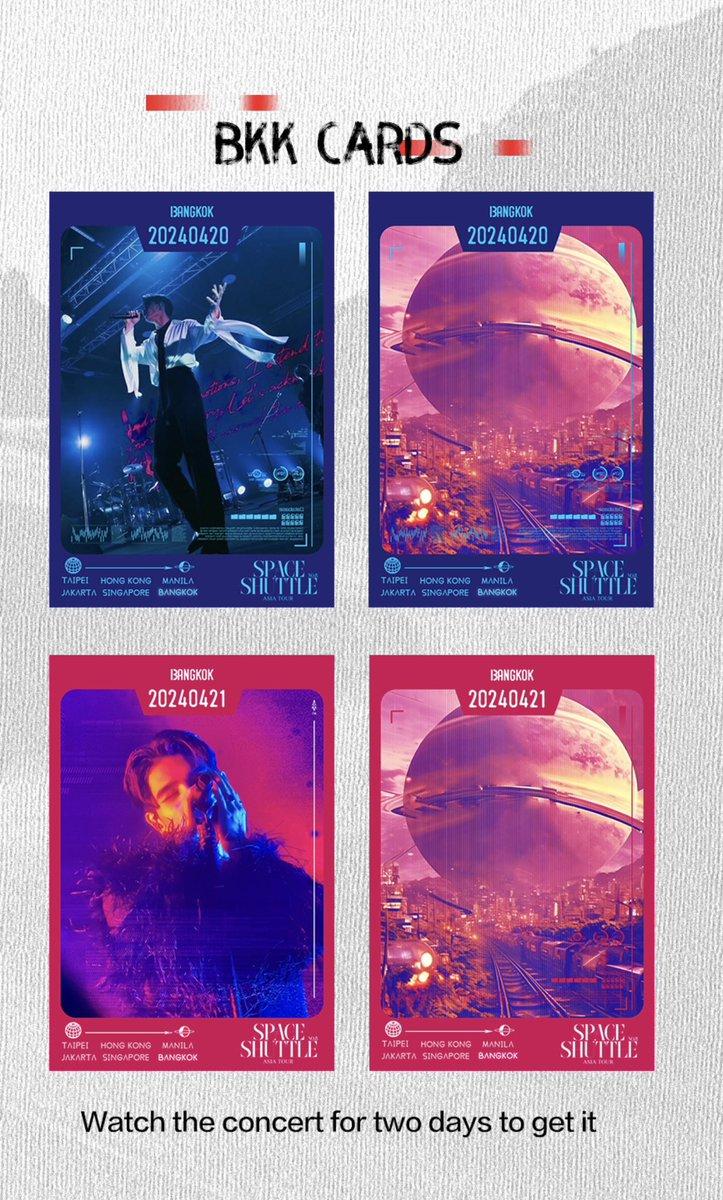 BKK CARDS
BANGKOK
20240420
TAIPEI HONG KONG MANILA
JAKARTA SINGAPORE BANGKOK
SPACE
SHUTTLE
ASIA TOUR
BANGKOK
20240420
TAIPEI HONG KONG MANILA
JAKARTA SINGAPORE BANGKOK
SPACE
SHUTTLE
ASIA TOUR
BANGKOK
20240421
TAIPEI HONG KONG MANILA
JAKARTA SINGAPORE BANGKOK
SPACE
SHUTTLE
ASIA TOUR
BANGKOK
20240421
TAIPEI HONG KONG MANILA
JAKARTA SINGAPORE BANGKOK
SPACE
SHUTTLE
ASIA TOUR
Watch the concert for two days to get it